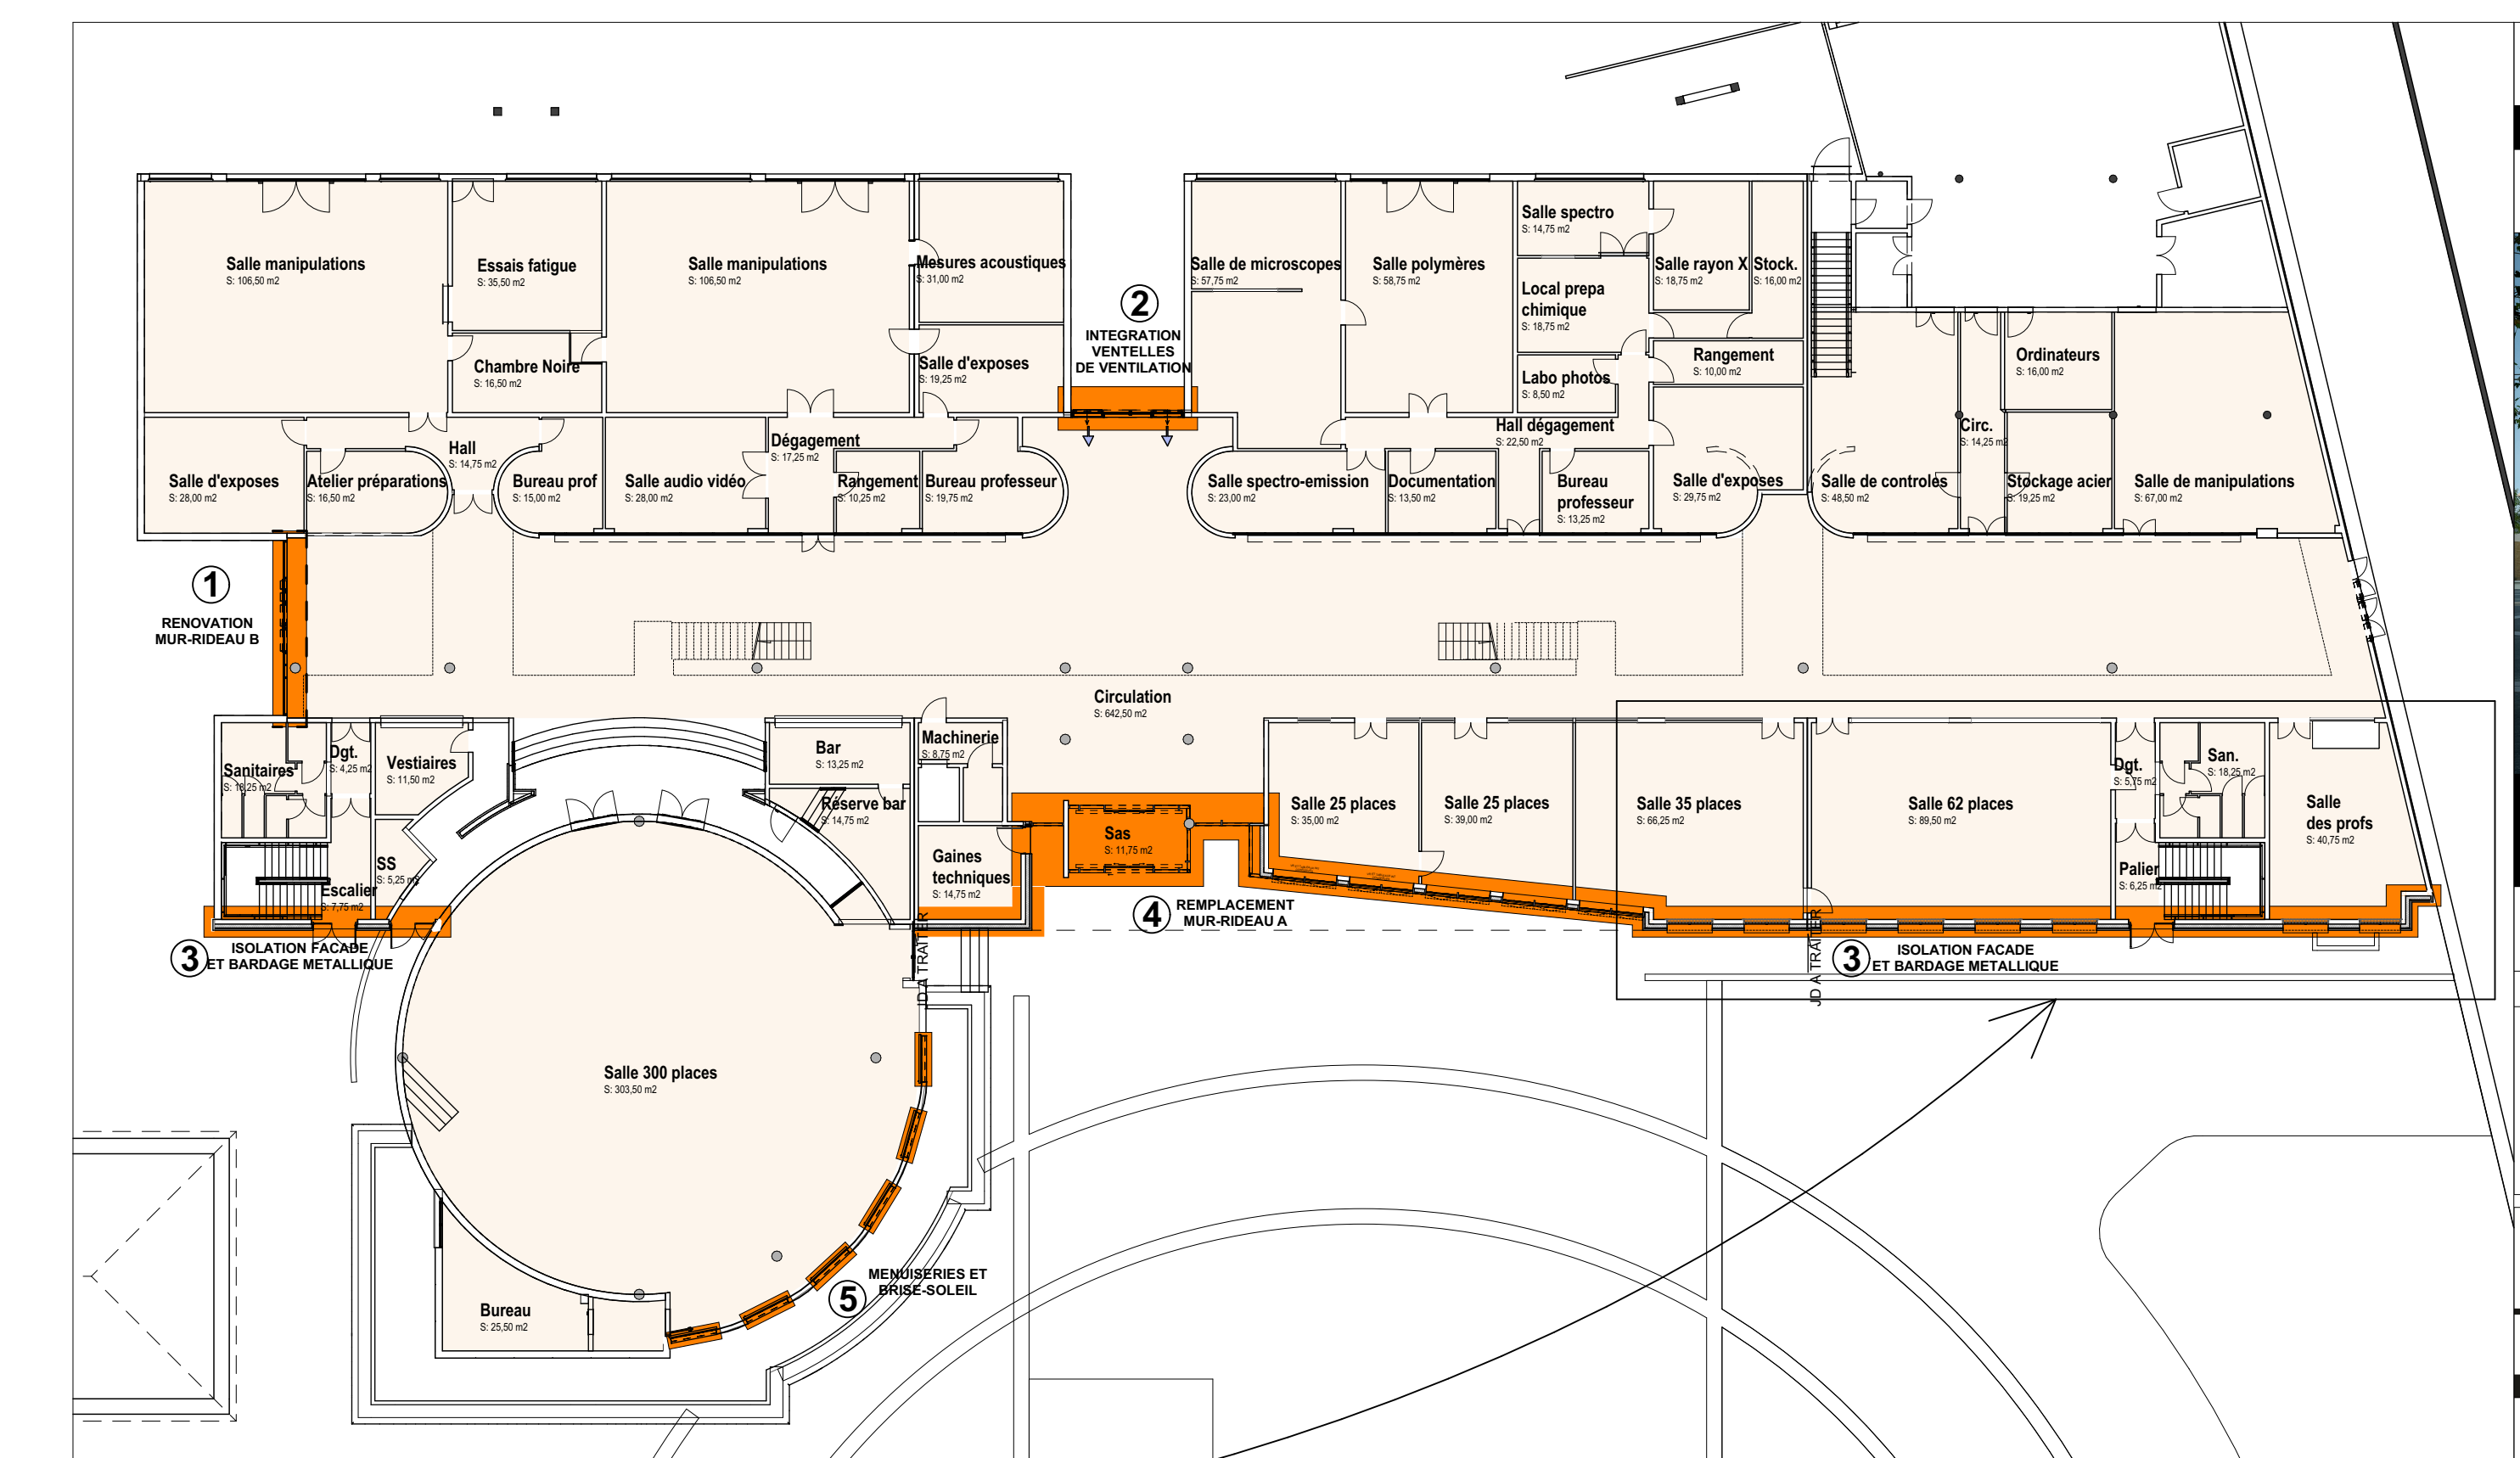 Salle manipulations
S: 106,50 m2
Essais fatigue
S: 35,50 m2
Salle manipulations
S: 106,50 m2
Mesures acoustiques
S: 31,00 m2
Chambre Noire
S: 16,50 m2
Salle d'exposes
S: 19,25 m2
2
INTEGRATION
VENTELLES
DE VENTILATION
Salle de microscopes
S: 57,75 m2
Salle polymères
S: 58,75 m2
Salle spectro
S: 14,75 m2
Local prepa
chimique
S: 18,75 m2
Salle rayon X
S: 18,75 m2
Stock.
S: 16,00 m2
Labo photos
S: 8,50 m2
Rangement
S: 10,00 m2
Ordinateurs
S: 16,00 m2
Salle d'exposes
S: 28,00 m2
Atelier préparations
S: 16,50 m2
Hall
S: 14,75 m2
Bureau prof
S: 15,00 m2
Salle audio vidéo
S: 28,00 m2
Dégagement
S: 17,25 m2
Rangement
S: 10,25 m2
Bureau professeur
S: 19,75 m2
Salle spectro-emission
S: 23,00 m2
Documentation
S: 13,50 m2
Hall dégagement
S: 22,50 m2
Bureau
professeur
S: 13,25 m2
Salle d'exposes
S: 29,75 m2
Salle de controles
S: 48,50 m2
Circ.
S: 14,25 m2
Stockage acier
S: 19,25 m2
Salle de manipulations
S: 67,00 m2
1
RENOVATION
MUR-RIDEAU B
Circulation
S: 642,50 m2
Sanitaires
S: 18,25 m2
Dgt.
S: 4,25 m2
Vestiaires
S: 11,50 m2
Bar
S: 13,25 m2
Machinerie
S: 8,75 m2
Réserve bar
S: 14,75 m2
SS
S: 5,25 m2
Escalier
S: 7,75 m2
Gaines
techniques
S: 14,75 m2
Sas
S: 11,75 m2
Salle 25 places
S: 35,00 m2
Salle 25 places
S: 39,00 m2
Salle 35 places
S: 66,25 m2
Salle 62 places
S: 89,50 m2
Dgt.
S: 5,75 m2
San.
S: 18,25 m2
Palier
S: 6,25 m2
Salle
des profs
S: 40,75 m2
3
ISOLATION FACADE
ET BARDAGE METALLIQUE
JD A TRAITER
4
REMPLACEMENT
MUR-RIDEAU A
JD A TRAITER
3
ISOLATION FACADE
ET BARDAGE METALLIQUE
Salle 300 places
S: 303,50 m2
5
MENUISERIES ET
BRISE-SOLEIL
Bureau
S: 25,50 m2